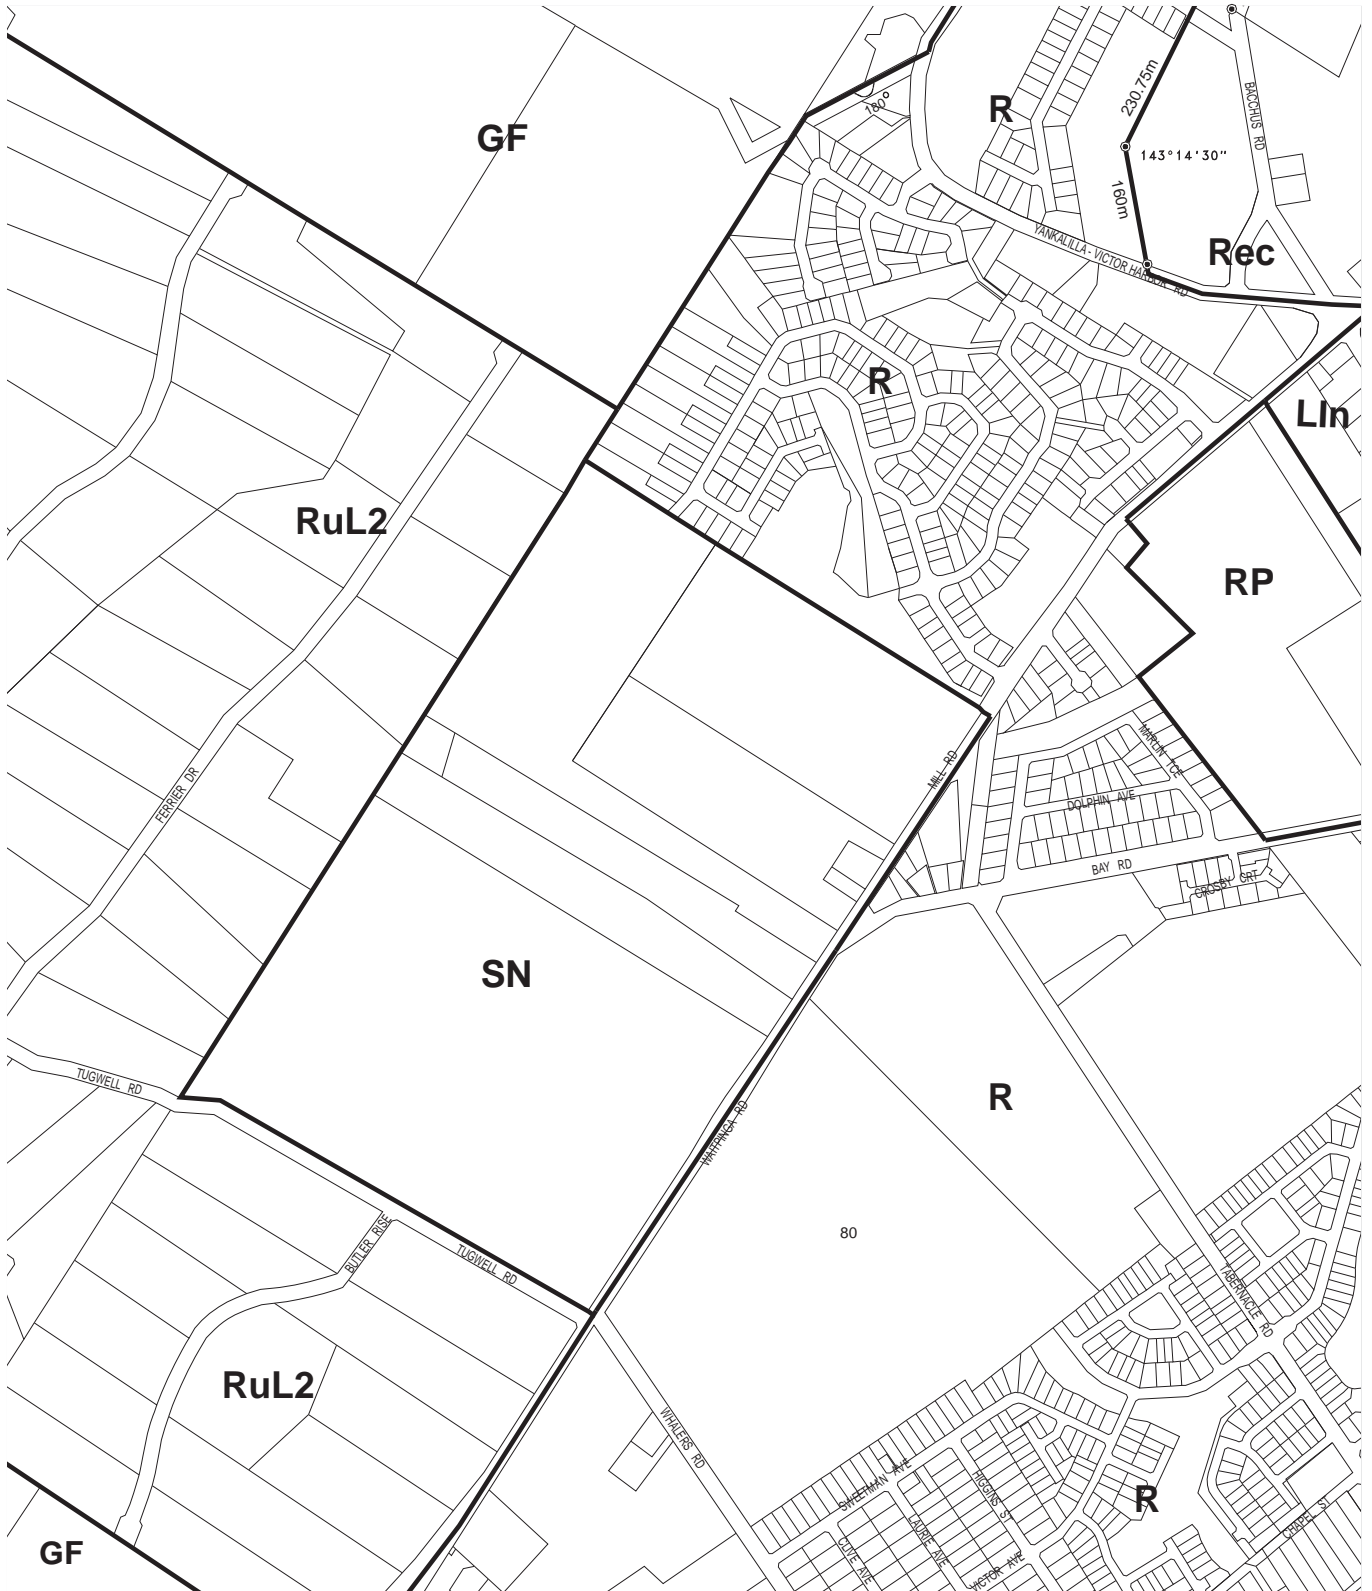 GF
R
230.75m
BACCHUS RD
180°
143°14'30"
160m
YANKALILLA - VICTOR HARBOR RD
Rec
R
LIn
RuL2
RP
MARLIN TCE
MILL RD
FERRIER DR
DOLPHIN AVE
BAY RD
CROSBY CRT
SN
TUGWELL RD
R
WAITPINGA RD
80
BUTLER RISE
TUGWELL RD
TABERNACLE RD
RuL2
WHALERS RD
SWEETMAN AVE
HIGGINS ST
R
LAURIE AVE
CHAPEL S
GF
CLIVE AVE
VICTOR AVE